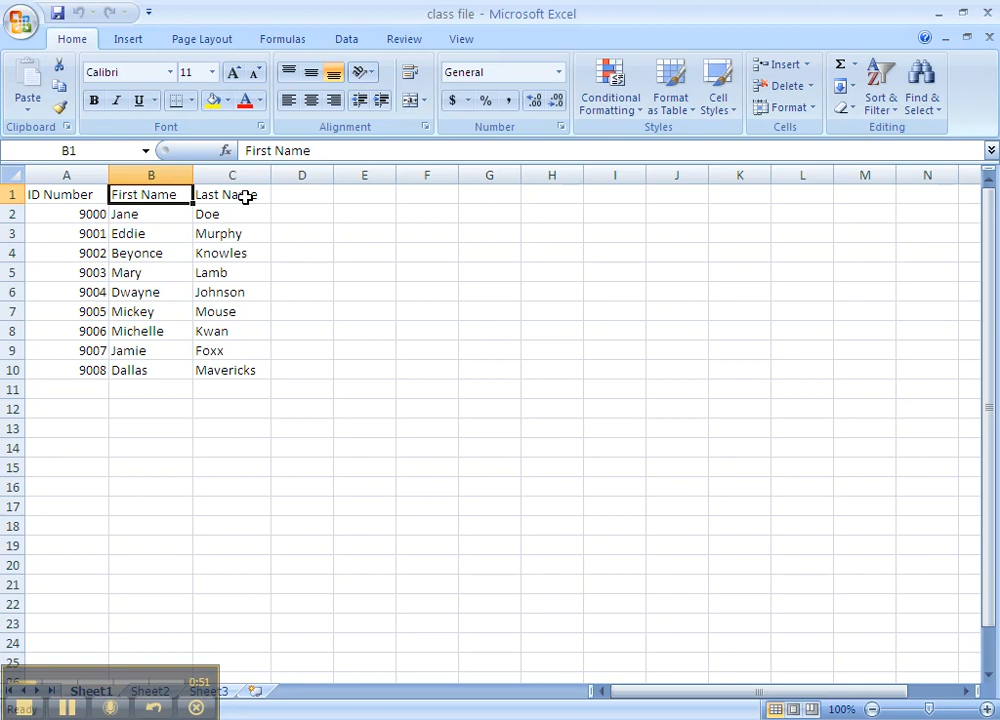 class file - Microsoft Excel
Home Insert Page Layout Formulas Data Review View
Paste
Calibri 11 A A
B I U A
General
$ % ,
Conditional Formatting
Format as Table
Cell Styles
Insert
Delete
Format
Σ
Sort & Filter
Find & Select
Clipboard Font Alignment Number Styles Cells Editing
B1 fx First Name
A B C D E F G H I J K L M N
1 ID Number First Name Last Name
2 9000 Jane Doe
3 9001 Eddie Murphy
4 9002 Beyonce Knowles
5 9003 Mary Lamb
6 9004 Dwayne Johnson
7 9005 Mickey Mouse
8 9006 Michelle Kwan
9 9007 Jamie Foxx
10 9008 Dallas Mavericks
11
12
13
14
15
16
17
18
19
20
21
22
23
24
25
0:51
Sheet1 Sheet2 Sheet3
Ready 100%